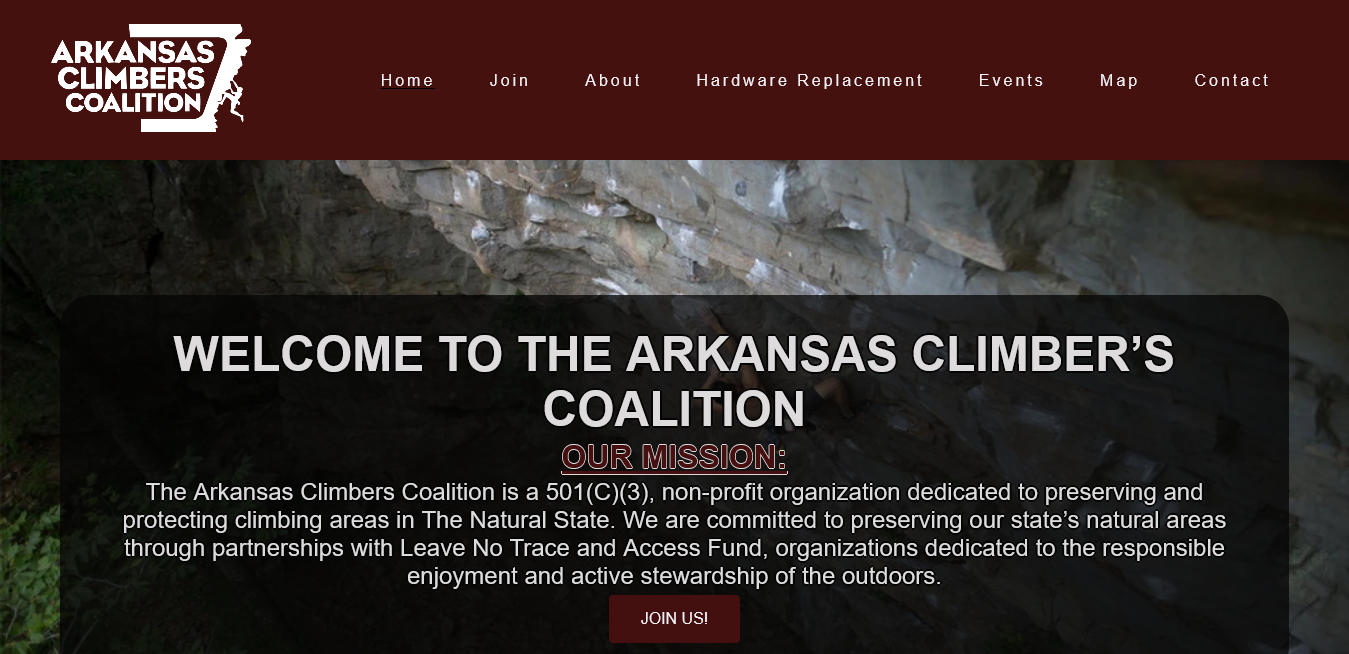 ARKANSAS
CLIMBERS
COALITION
Home Join About Hardware Replacement Events Map Contact
WELCOME TO THE ARKANSAS CLIMBER’S
COALITION
OUR MISSION:
The Arkansas Climbers Coalition is a 501(C)(3), non-profit organization dedicated to preserving and
protecting climbing areas in The Natural State. We are committed to preserving our state’s natural areas
through partnerships with Leave No Trace and Access Fund, organizations dedicated to the responsible
enjoyment and active stewardship of the outdoors.
JOIN US!